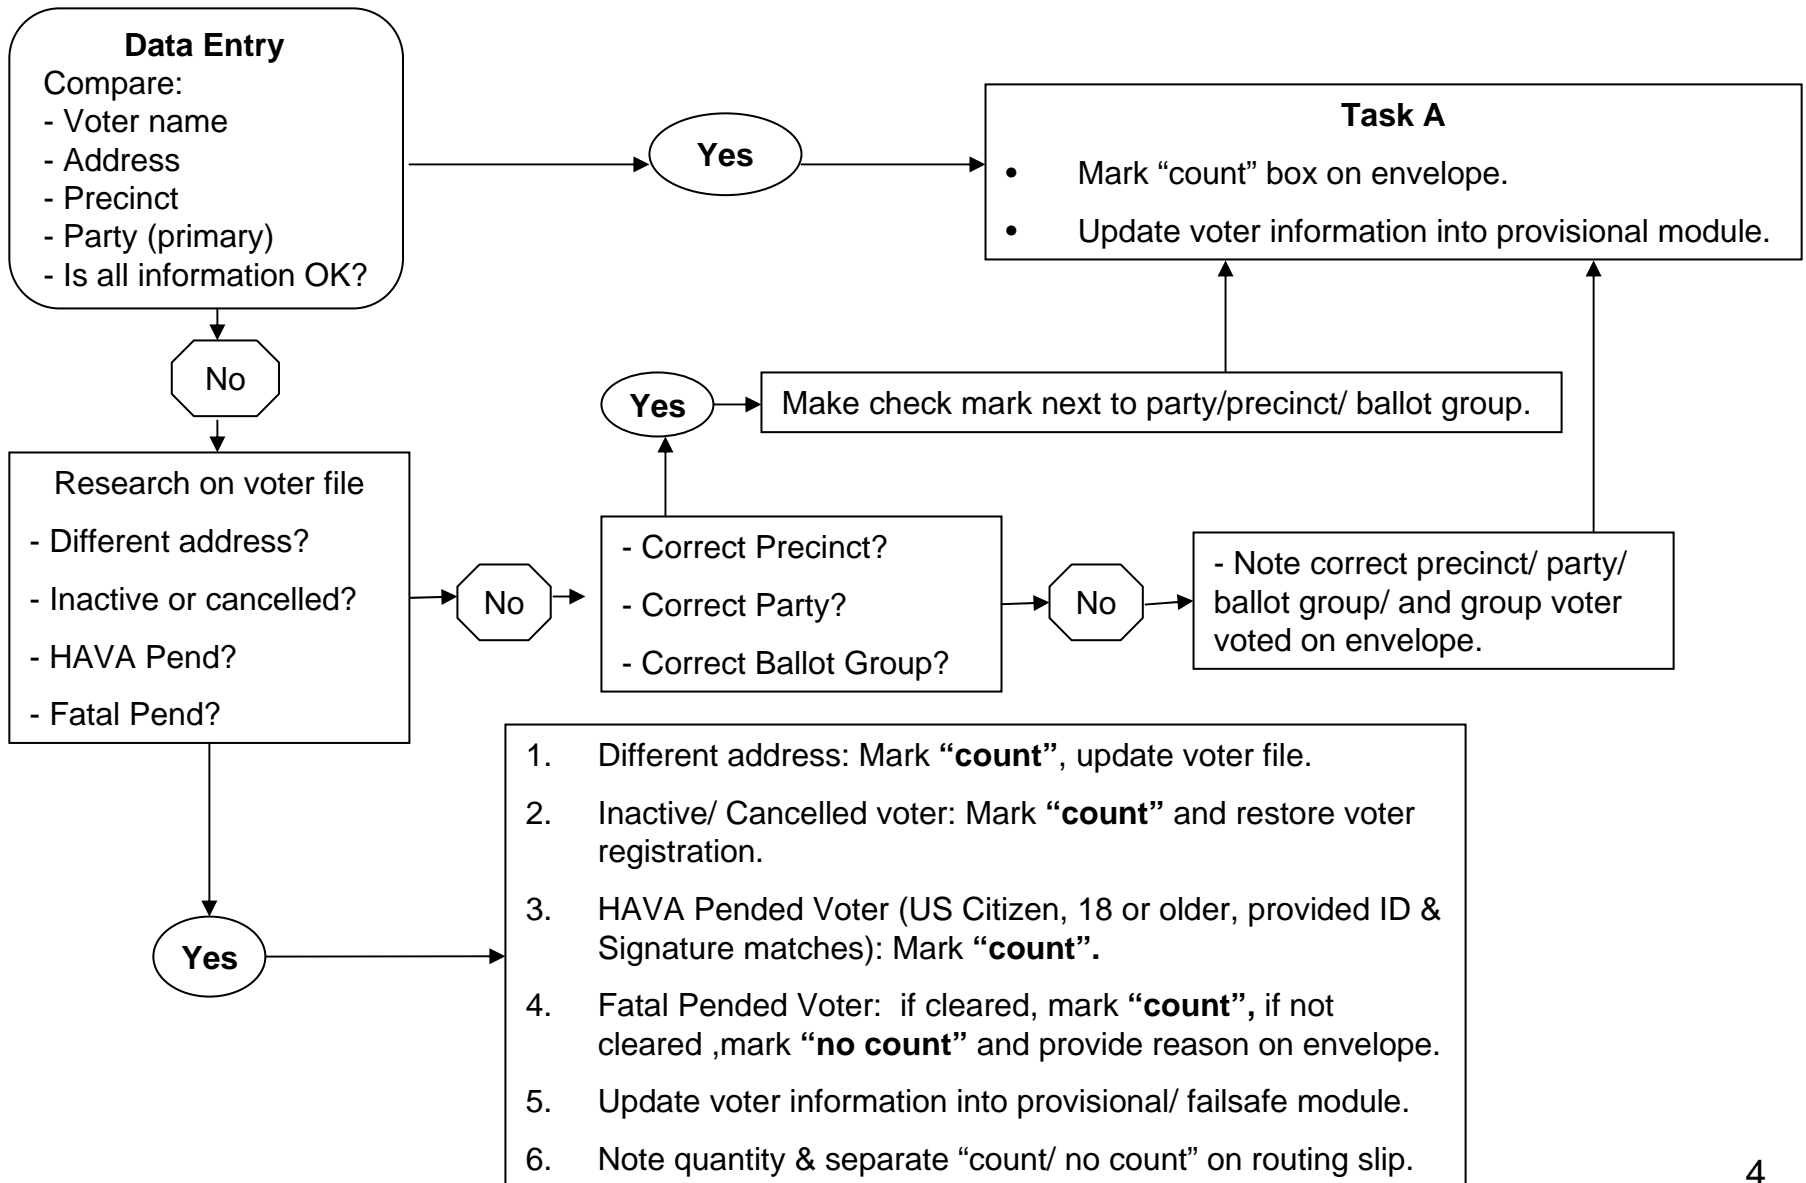 Data Entry
Compare:
- Voter name
- Address
- Precinct
- Party (primary)
- Is all information OK?
Yes
Task A
• Mark “count” box on envelope.
• Update voter information into provisional module.
No
Yes
Make check mark next to party/precinct/ ballot group.
Research on voter file
- Different address?
- Inactive or cancelled?
- HAVA Pend?
- Fatal Pend?
No
- Correct Precinct?
- Correct Party?
- Correct Ballot Group?
No
- Note correct precinct/ party/
ballot group/ and group voter
voted on envelope.
Yes
1. Different address: Mark “count”, update voter file.
2. Inactive/ Cancelled voter: Mark “count” and restore voter
registration.
3. HAVA Pended Voter (US Citizen, 18 or older, provided ID &
Signature matches): Mark “count”.
4. Fatal Pended Voter: if cleared, mark “count”, if not
cleared ,mark “no count” and provide reason on envelope.
5. Update voter information into provisional/ failsafe module.
6. Note quantity & separate “count/ no count” on routing slip.
4